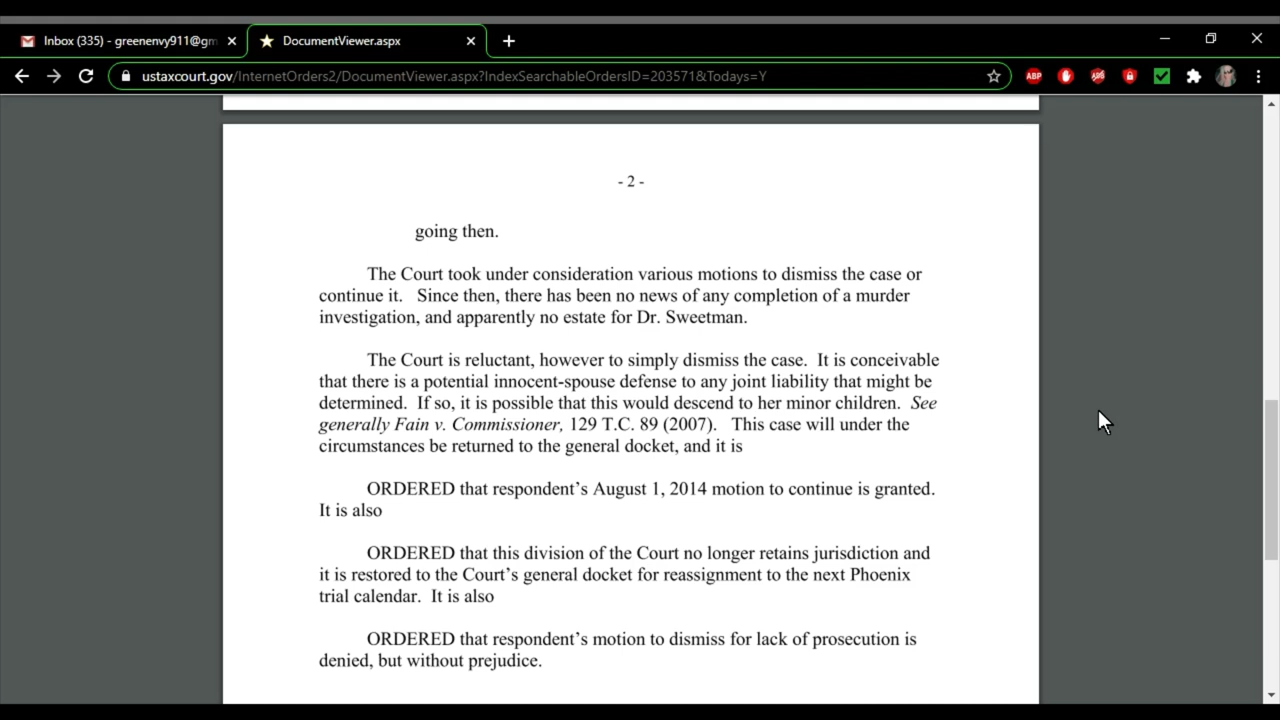 Inbox (335) - greenenvy911@gm
DocumentViewer.aspx
ustaxcourt.gov/InternetOrders2/DocumentViewer.aspx?IndexSearchableOrdersID=203571&Todays=Y
ABP
- 2 -
going then.
The Court took under consideration various motions to dismiss the case or
continue it. Since then, there has been no news of any completion of a murder
investigation, and apparently no estate for Dr. Sweetman.
The Court is reluctant, however to simply dismiss the case. It is conceivable
that there is a potential innocent-spouse defense to any joint liability that might be
determined. If so, it is possible that this would descend to her minor children. See
generally Fain v. Commissioner, 129 T.C. 89 (2007). This case will under the
circumstances be returned to the general docket, and it is
ORDERED that respondent’s August 1, 2014 motion to continue is granted.
It is also
ORDERED that this division of the Court no longer retains jurisdiction and
it is restored to the Court’s general docket for reassignment to the next Phoenix
trial calendar. It is also
ORDERED that respondent’s motion to dismiss for lack of prosecution is
denied, but without prejudice.